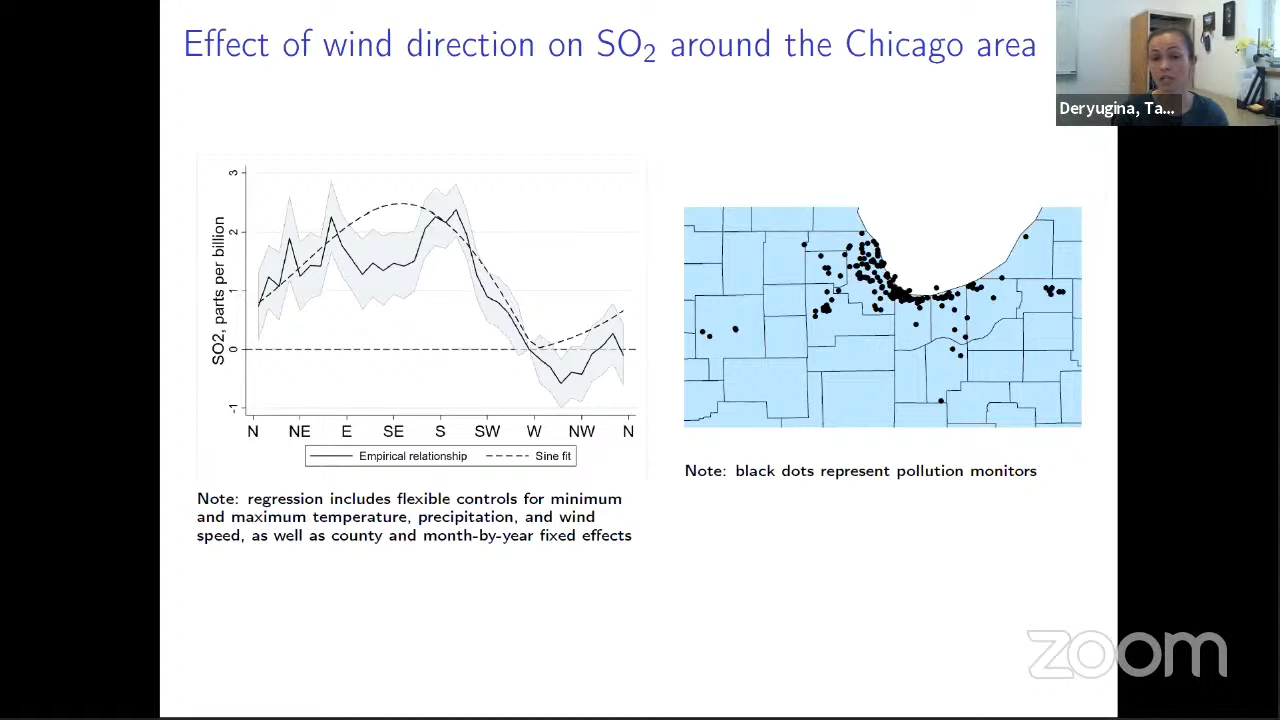 Effect of wind direction on SO2 around the Chicago area
Deryugina, Ta...
SO2, parts per billion
3
2
1
0
-1
N NE E SE S SW W NW N
Empirical relationship Sine fit
Note: regression includes flexible controls for minimum
and maximum temperature, precipitation, and wind
speed, as well as county and month-by-year fixed effects
Note: black dots represent pollution monitors
zoom